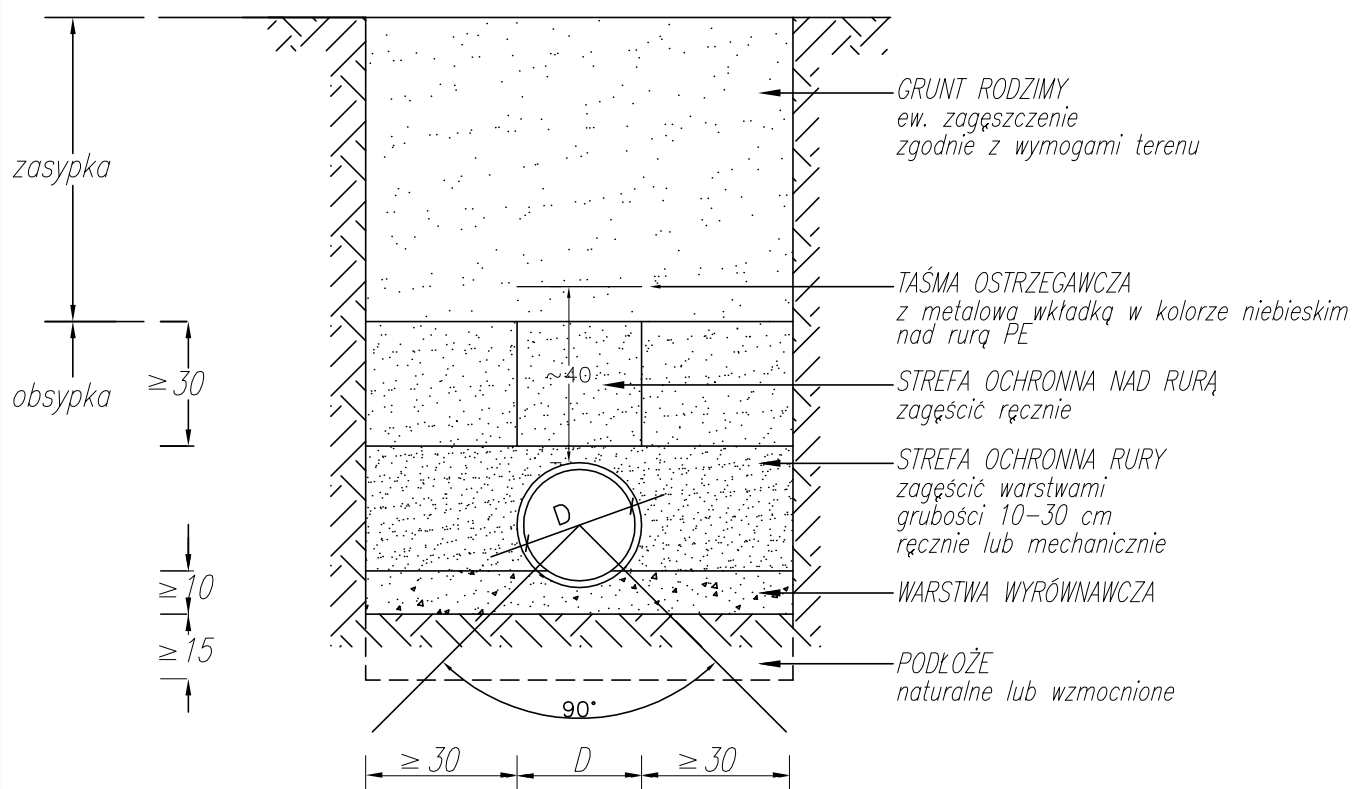 GRUNT RODZIMY
ew. zagęszczenie
zgodnie z wymogami terenu
zasypka
TAŚMA OSTRZEGAWCZA
z metalowa wkładką w kolorze niebieskim
nad rurą PE
≥ 30
~40
STREFA OCHRONNA NAD RURĄ
zagęścić ręcznie
obsypka
STREFA OCHRONNA RURY
zagęścić warstwami
grubości 10-30 cm
ręcznie lub mechanicznie
D
≥ 10
WARSTWA WYRÓWNAWCZA
≥ 15
PODŁOŻE
naturalne lub wzmocnione
90°
≥ 30
D
≥ 30